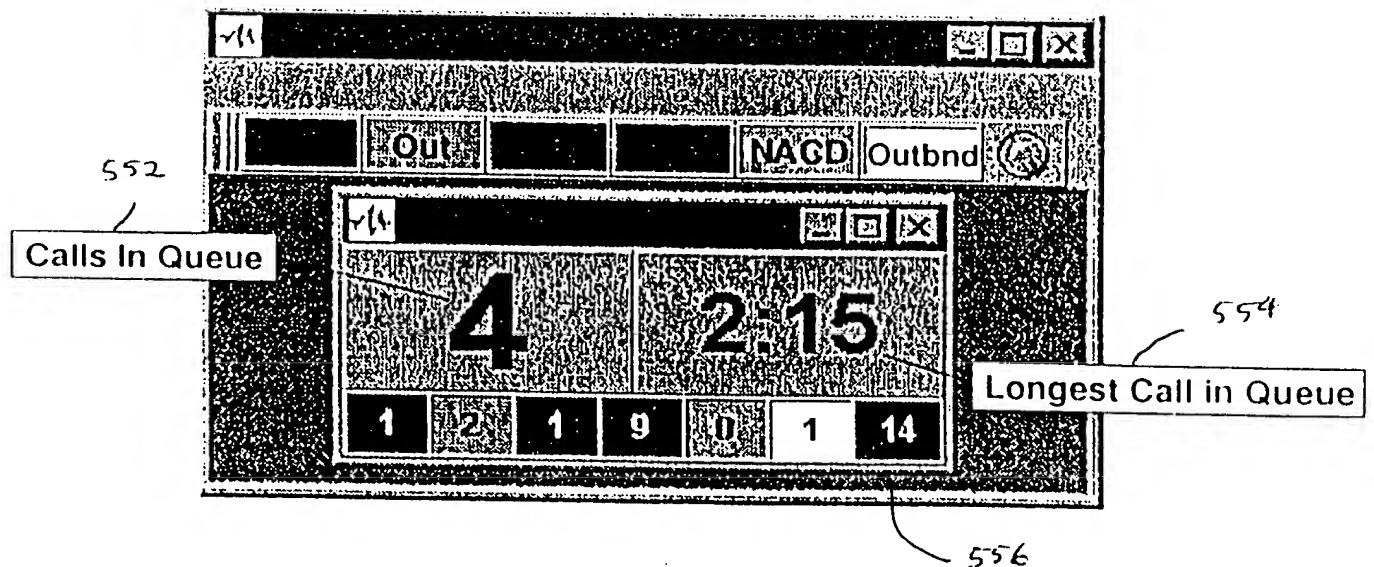 Out NACD Outbnd
552
Calls In Queue
4 2:15
554
Longest Call in Queue
1 2 1 9 0 1 14
556